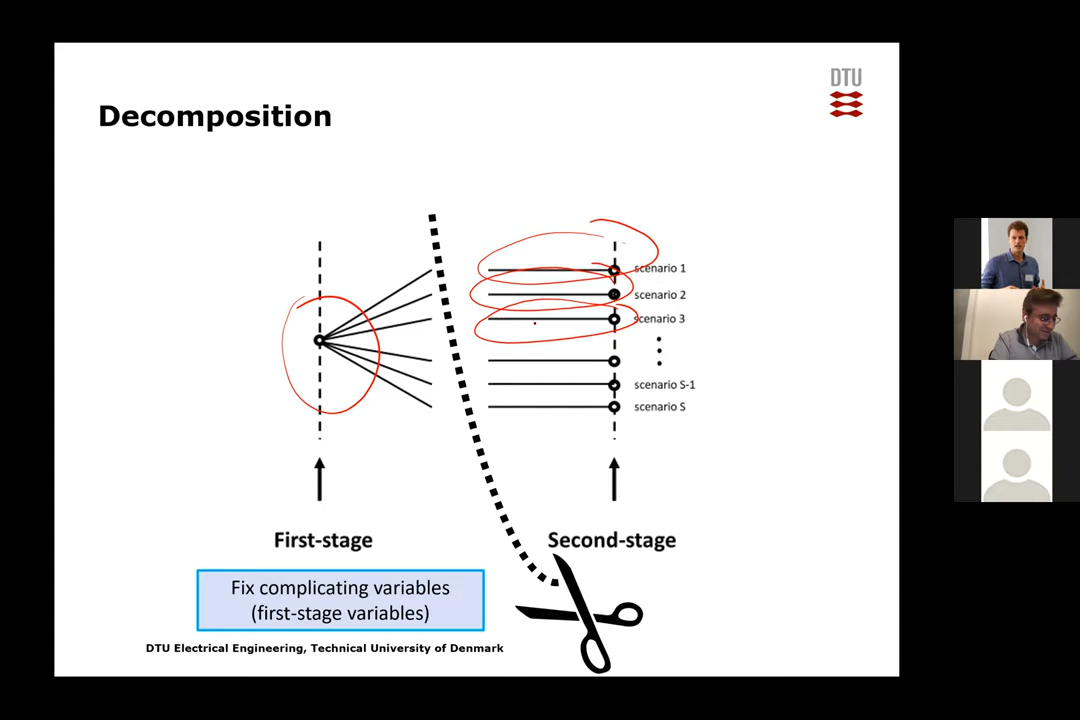 DTU
Decomposition
scenario 1
scenario 2
scenario 3
scenario S-1
scenario S
First-stage
Second-stage
Fix complicating variables
(first-stage variables)
DTU Electrical Engineering, Technical University of Denmark